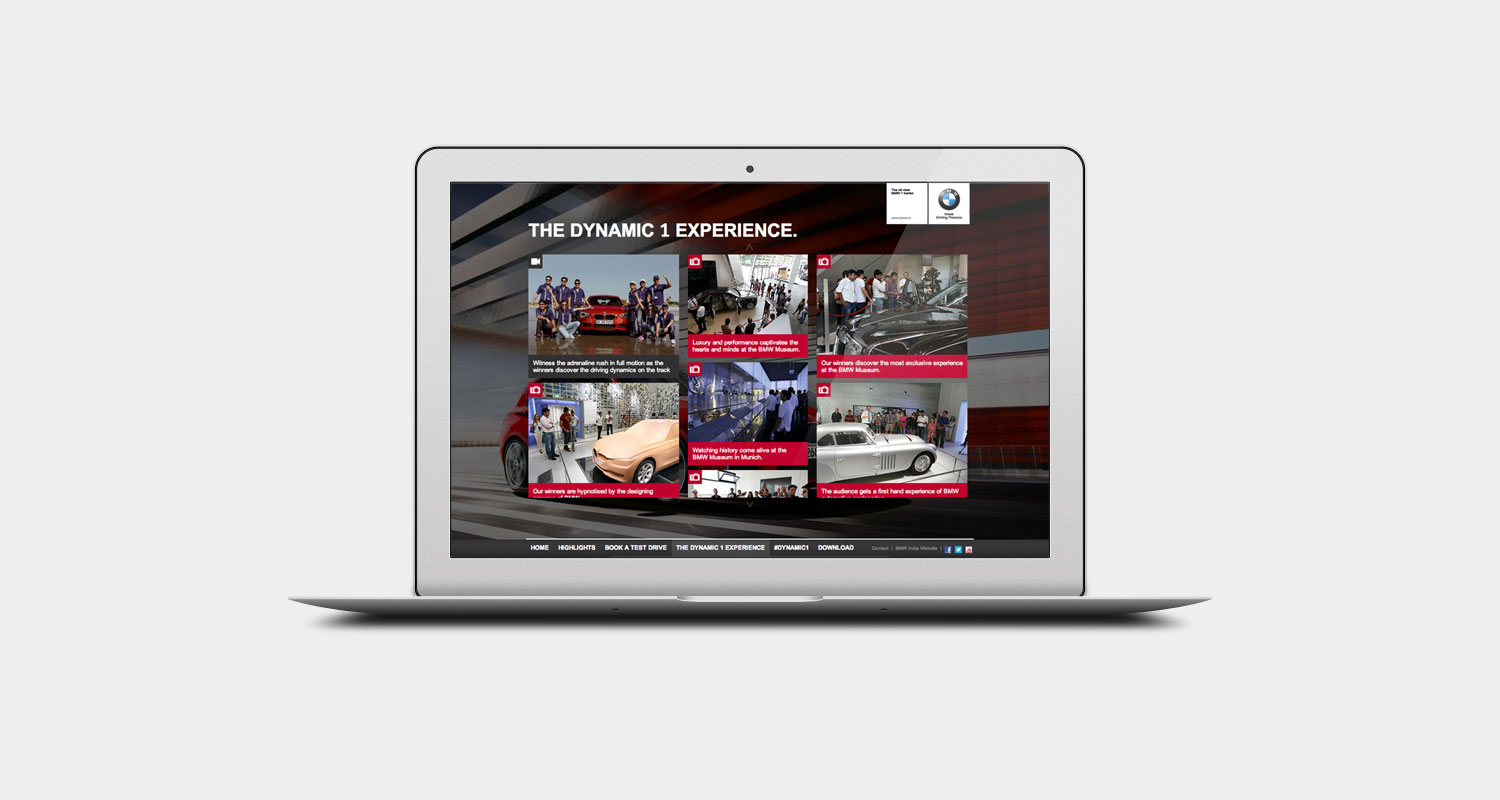 The all-new
BMW 1 Series.
www.bmw.in
Sheer
Driving Pleasure
THE DYNAMIC 1 EXPERIENCE.
Witness the adrenaline rush in full motion as the
winners discover the driving dynamics on the track
Luxury and performance captivates the
hearts and minds at the BMW Museum.
Our winners discover the most exclusive experience
at the BMW Museum.
Our winners are hypnotised by the designing
Watching history come alive at the
BMW Museum in Munich.
The audience gets a first hand experience of BMW
HOME HIGHLIGHTS BOOK A TEST DRIVE THE DYNAMIC 1 EXPERIENCE #DYNAMIC1 DOWNLOAD Contact | BMW India Website |